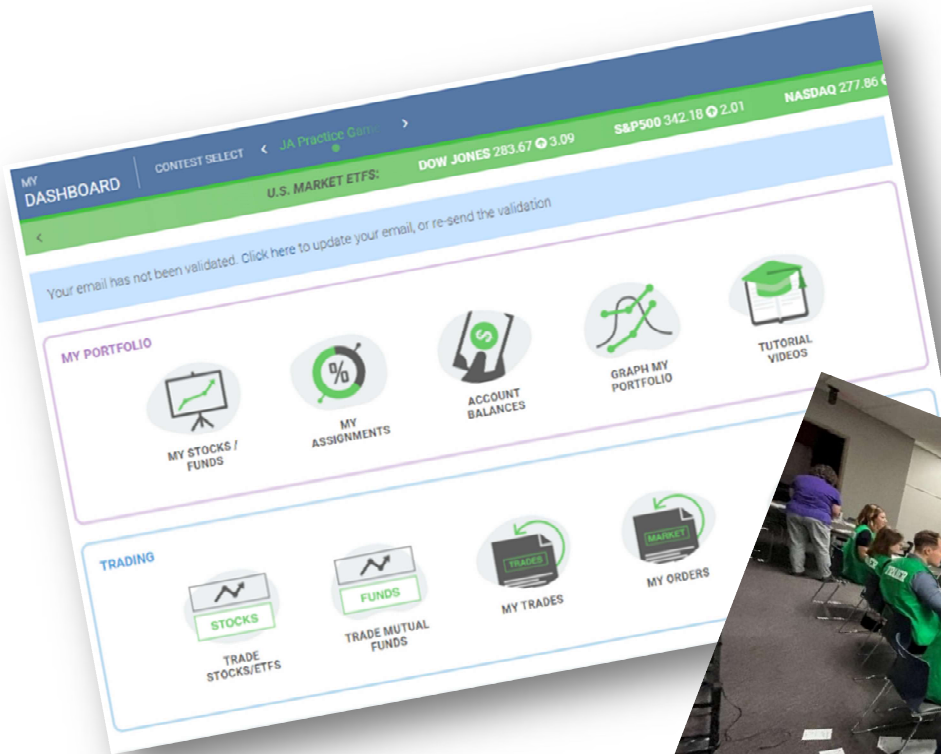 MY
DASHBOARD
CONTEST SELECT < JA Practice Gam >
< U.S. MARKET ETFS: DOW JONES 283.67 3.09 S&P500 342.18 2.01 NASDAQ 277.86
Your email has not been validated. Click here to update your email, or re-send the validation
MY PORTFOLIO
MY STOCKS /
FUNDS
%
MY
ASSIGNMENTS
$
ACCOUNT
BALANCES
GRAPH MY
PORTFOLIO
TUTORIAL
VIDEOS
TRADING
STOCKS
TRADE
STOCKS/ETFS
FUNDS
TRADE MUTUAL
FUNDS
TRADES
MY TRADES
MARKET
MY ORDERS